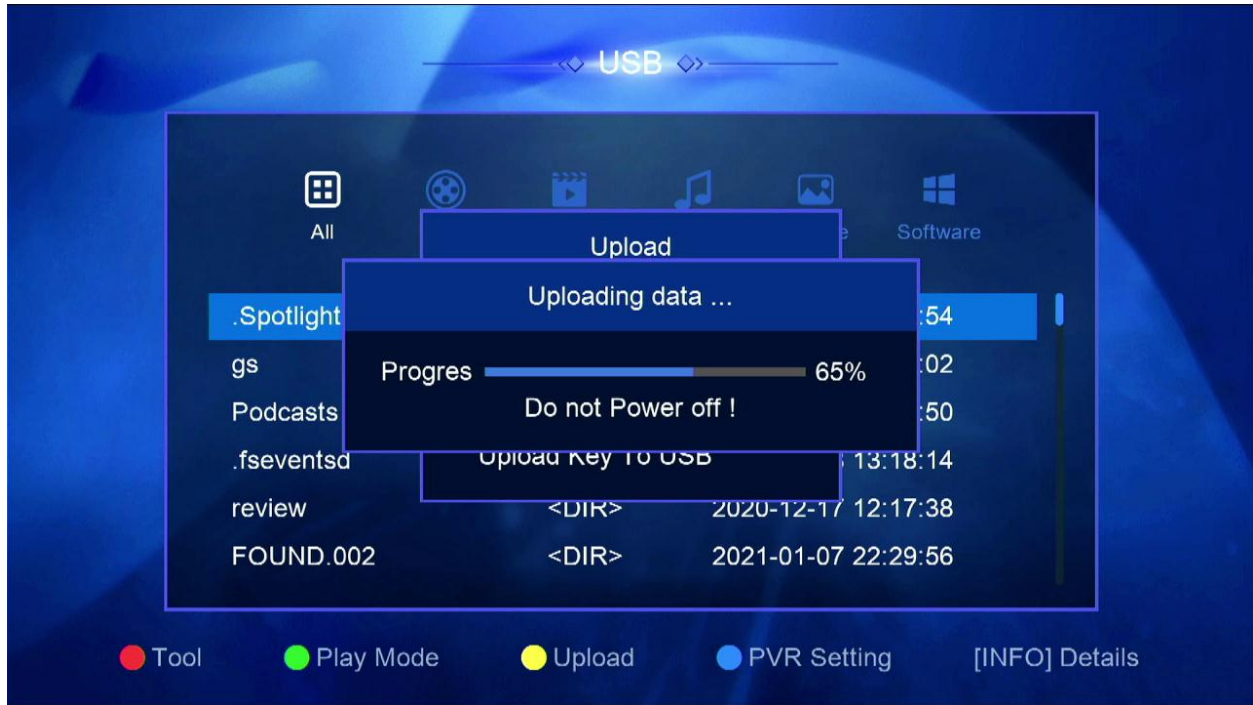 USB
All
Software
Upload
Uploading data ...
.Spotlight :54
gs :02
Progres 65%
Podcasts :50
Do not Power off !
.fseventsd 13:18:14
Upload Key To USB
review <DIR> 2020-12-17 12:17:38
FOUND.002 <DIR> 2021-01-07 22:29:56
Tool Play Mode Upload PVR Setting [INFO] Details